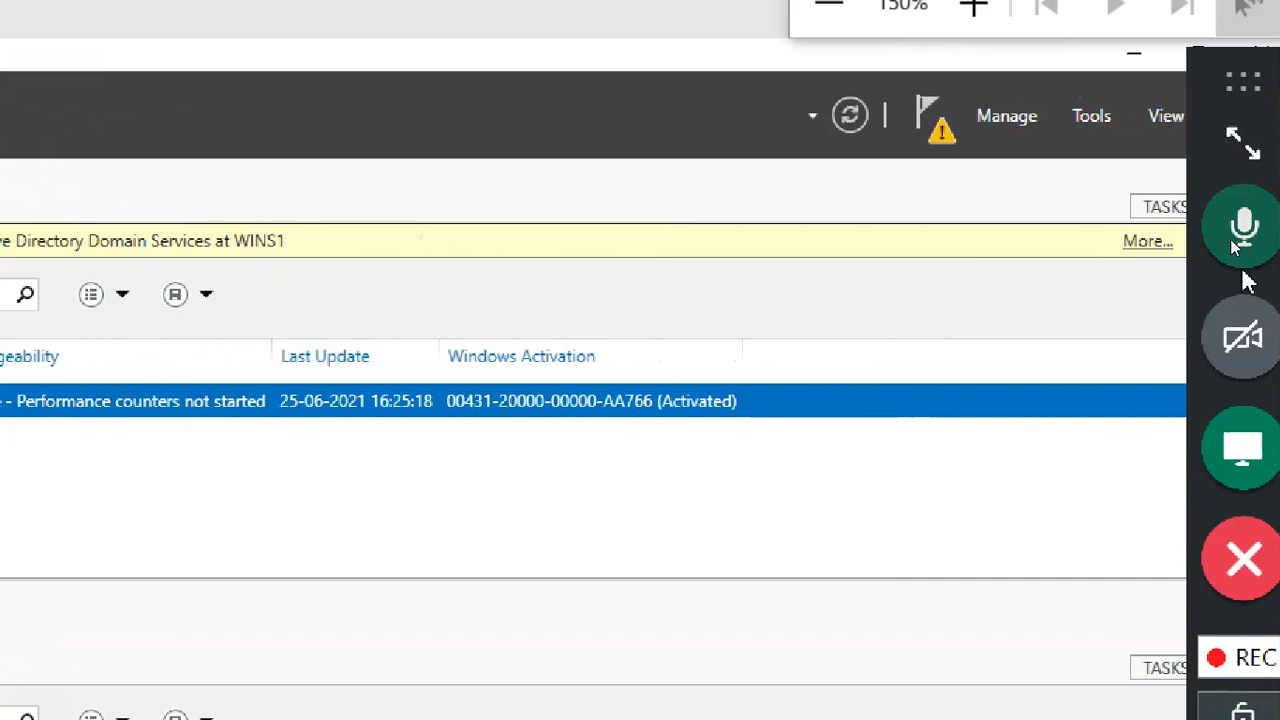 150%
Manage Tools View
TASKS
ve Directory Domain Services at WINS1 More...
geability Last Update Windows Activation
- Performance counters not started 25-06-2021 16:25:18 00431-20000-00000-AA766 (Activated)
REC
TASKS